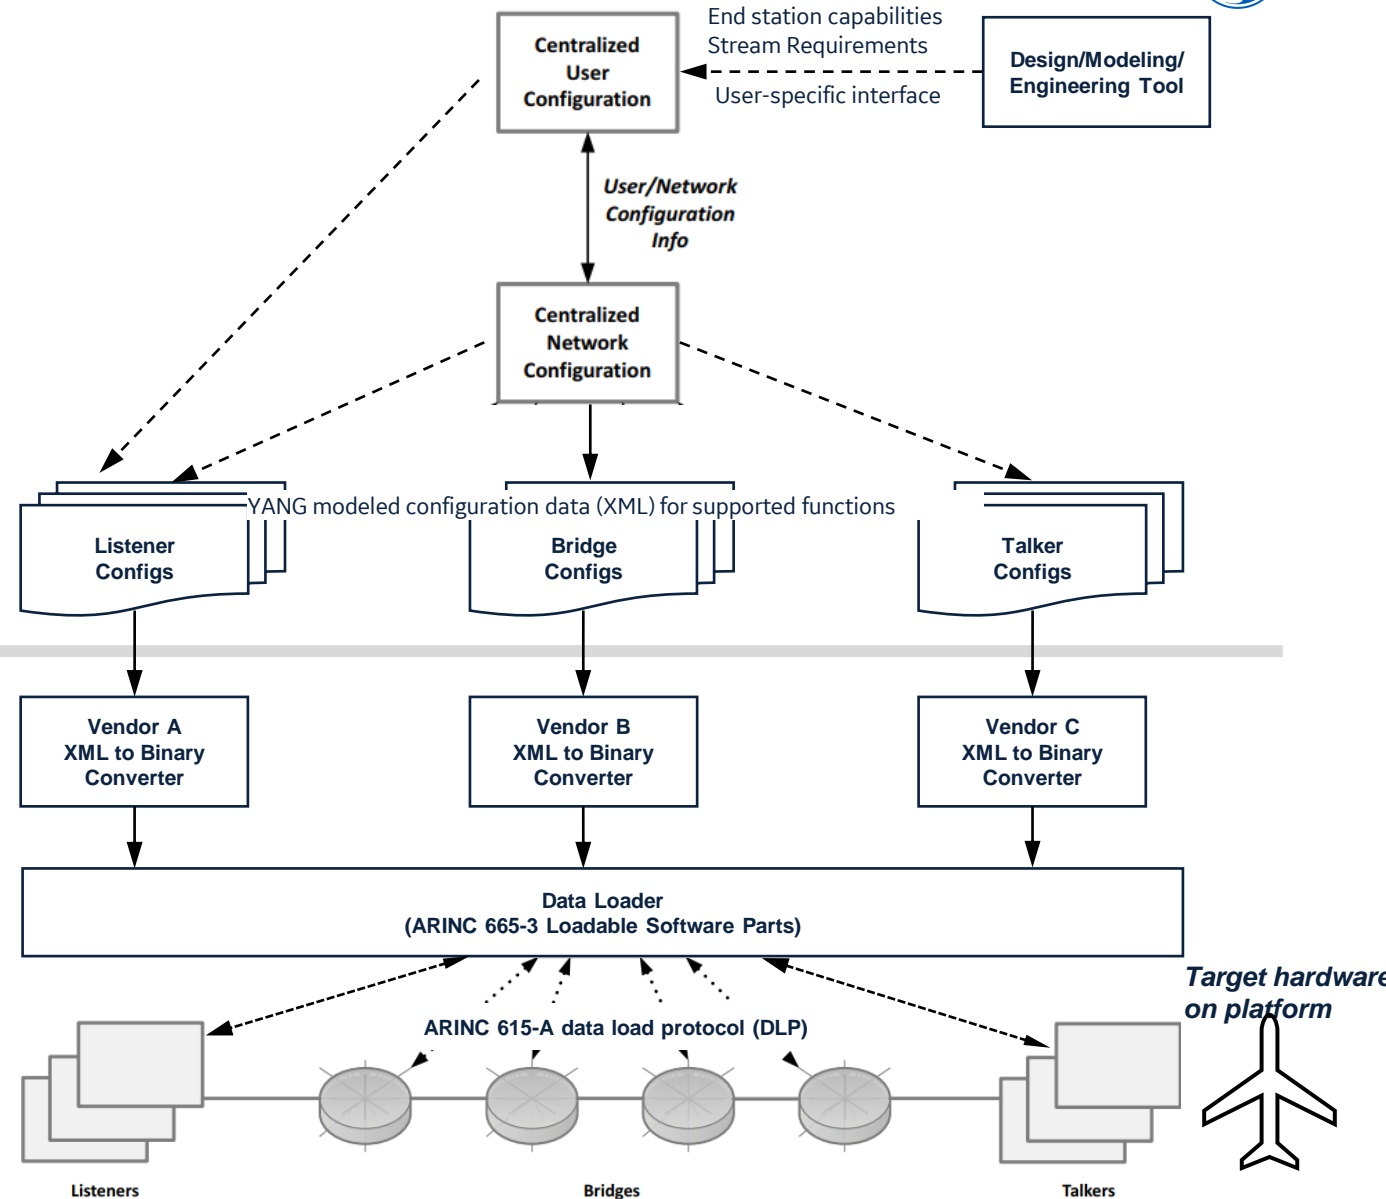 End station capabilities
Stream Requirements
User-specific interface
Design/Modeling/
Engineering Tool
Centralized
User
Configuration
User/Network
Configuration
Info
Centralized
Network
Configuration
YANG modeled configuration data (XML) for supported functions
Listener
Configs
Bridge
Configs
Talker
Configs
Vendor A
XML to Binary
Converter
Vendor B
XML to Binary
Converter
Vendor C
XML to Binary
Converter
Data Loader
(ARINC 665-3 Loadable Software Parts)
Target hardware
on platform
ARINC 615-A data load protocol (DLP)
Listeners
Bridges
Talkers